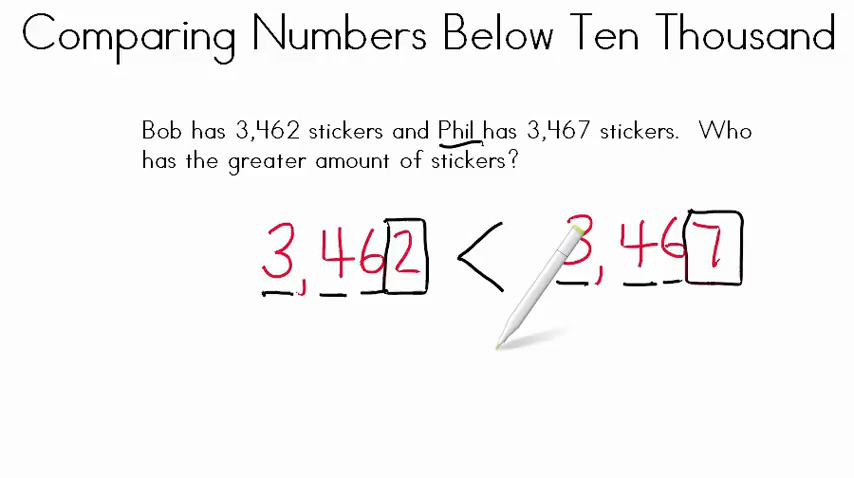 Comparing Numbers Below Ten Thousand
Bob has 3,462 stickers and Phil has 3,467 stickers. Who
has the greater amount of stickers?
3,462 < 3,467